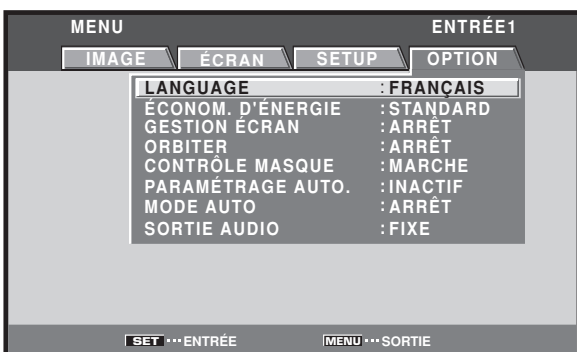 MENU ENTRÉE1
IMAGE ÉCRAN SETUP OPTION
LANGUAGE :FRANÇAIS
ÉCONOM. D'ÉNERGIE :STANDARD
GESTION ÉCRAN :ARRÊT
ORBITER :ARRÊT
CONTRÔLE MASQUE :MARCHE
PARAMÉTRAGE AUTO. :INACTIF
MODE AUTO :ARRÊT
SORTIE AUDIO :FIXE
SET ··· ENTRÉE MENU ··· SORTIE